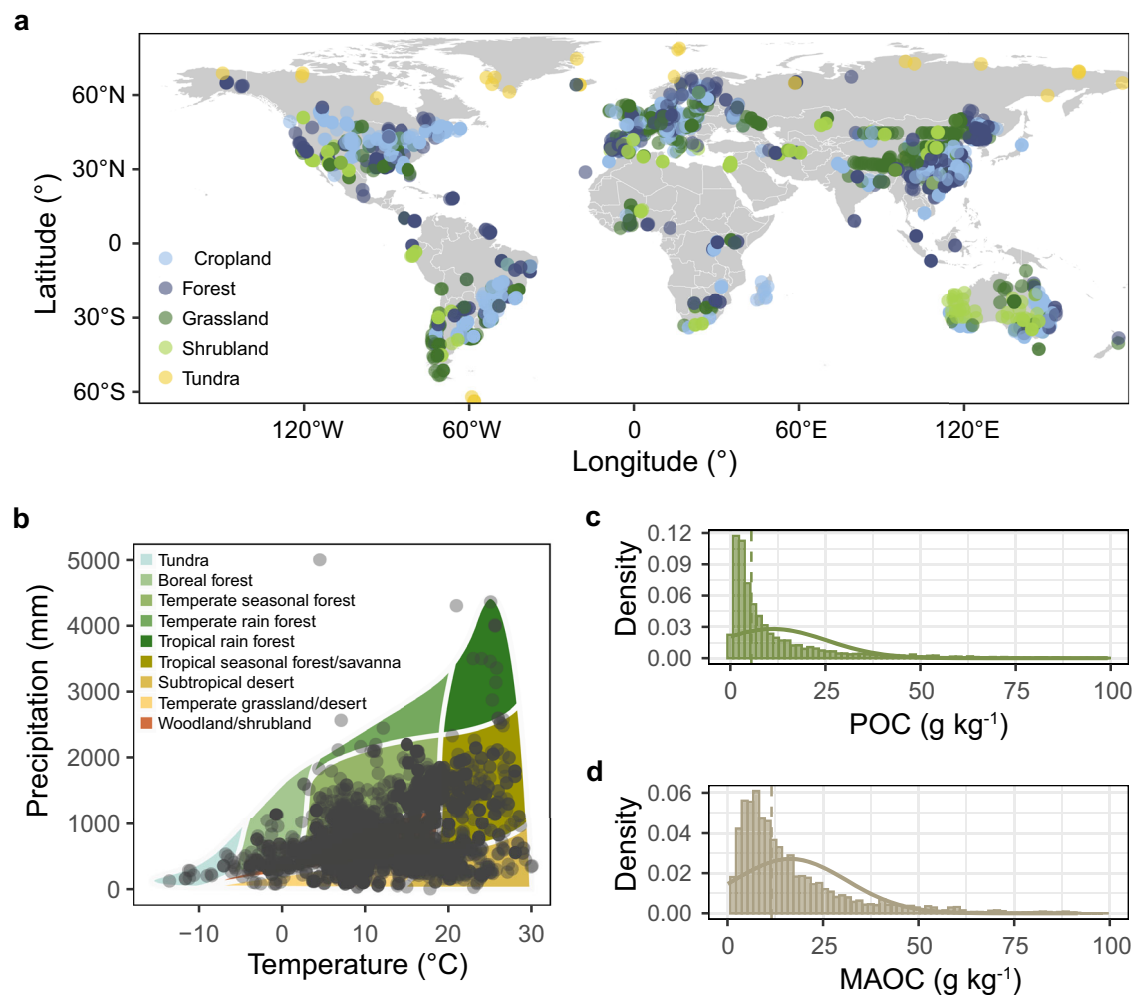 a
Latitude (°)
60°N
30°N
0
30°S
60°S
Cropland
Forest
Grassland
Shrubland
Tundra
120°W 60°W 0 60°E 120°E
Longitude (°)
b
Precipitation (mm)
5000
4000
3000
2000
1000
0
Tundra
Boreal forest
Temperate seasonal forest
Temperate rain forest
Tropical rain forest
Tropical seasonal forest/savanna
Subtropical desert
Temperate grassland/desert
Woodland/shrubland
−10 0 10 20 30
Temperature (°C)
c
Density
0.12
0.09
0.06
0.03
0.00
0 25 50 75 100
POC (g kg⁻¹)
d
Density
0.06
0.04
0.02
0.00
0 25 50 75 100
MAOC (g kg⁻¹)